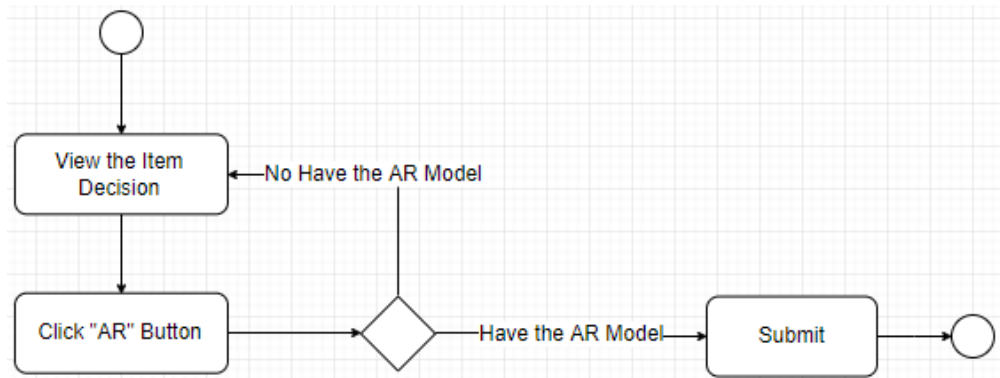 View the Item
Decision
No Have the AR Model
Click "AR" Button
Have the AR Model
Submit